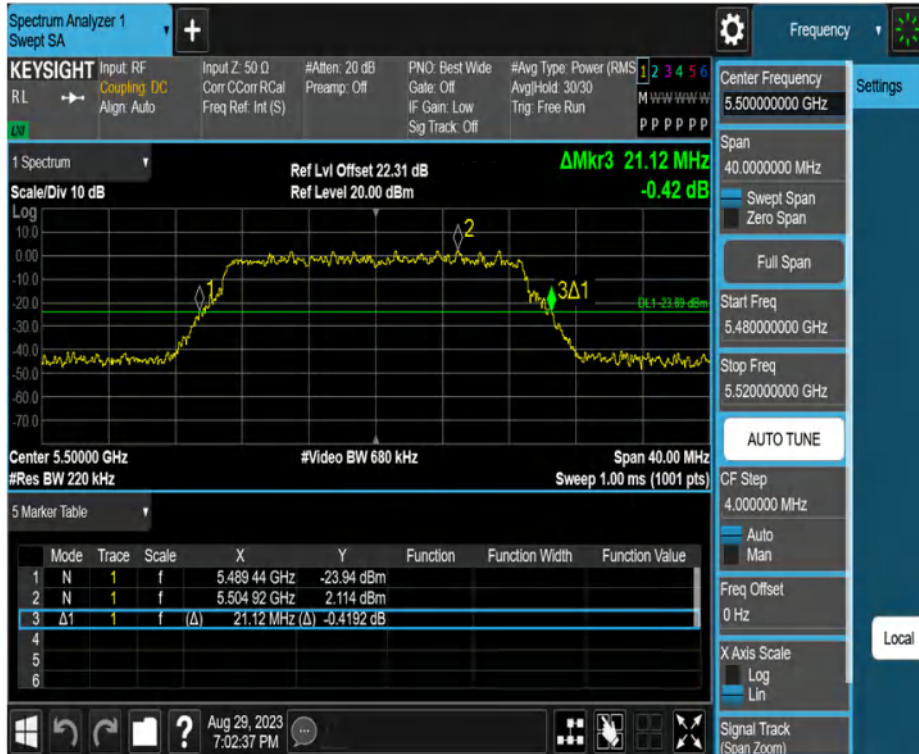 Spectrum Analyzer 1
Swept SA
Frequency
KEYSIGHT
RL
LXI
Input: RF
Coupling: DC
Align: Auto
Input Z: 50 Ω
Corr CCorr RCal
Freq Ref: Int (S)
#Atten: 20 dB
Preamp: Off
PNO: Best Wide
Gate: Off
IF Gain: Low
Sig Track: Off
#Avg Type: Power (RMS
Avg|Hold: 30/30
Trig: Free Run
1 2 3 4 5 6
M W W W W W
P P P P P P
1 Spectrum
Scale/Div 10 dB
Ref Lvl Offset 22.31 dB
Ref Level 20.00 dBm
ΔMkr3 21.12 MHz
-0.42 dB
Log
10.0
0.00
-10.0
-20.0
-30.0
-40.0
-50.0
-60.0
-70.0
1
2
3Δ1
DL1 -23.89 dBm
Center 5.50000 GHz
#Video BW 680 kHz
Span 40.00 MHz
#Res BW 220 kHz
Sweep 1.00 ms (1001 pts)
5 Marker Table
Mode Trace Scale X Y Function Function Width Function Value
1 N 1 f 5.489 44 GHz -23.94 dBm
2 N 1 f 5.504 92 GHz 2.114 dBm
3 Δ1 1 f (Δ) 21.12 MHz (Δ) -0.4192 dB
4
5
6
Aug 29, 2023
7:02:37 PM
Center Frequency
5.500000000 GHz
Settings
Span
40.0000000 MHz
Swept Span
Zero Span
Full Span
Start Freq
5.480000000 GHz
Stop Freq
5.520000000 GHz
AUTO TUNE
CF Step
4.000000 MHz
Auto
Man
Freq Offset
0 Hz
Local
X Axis Scale
Log
Lin
Signal Track
(Span Zoom)